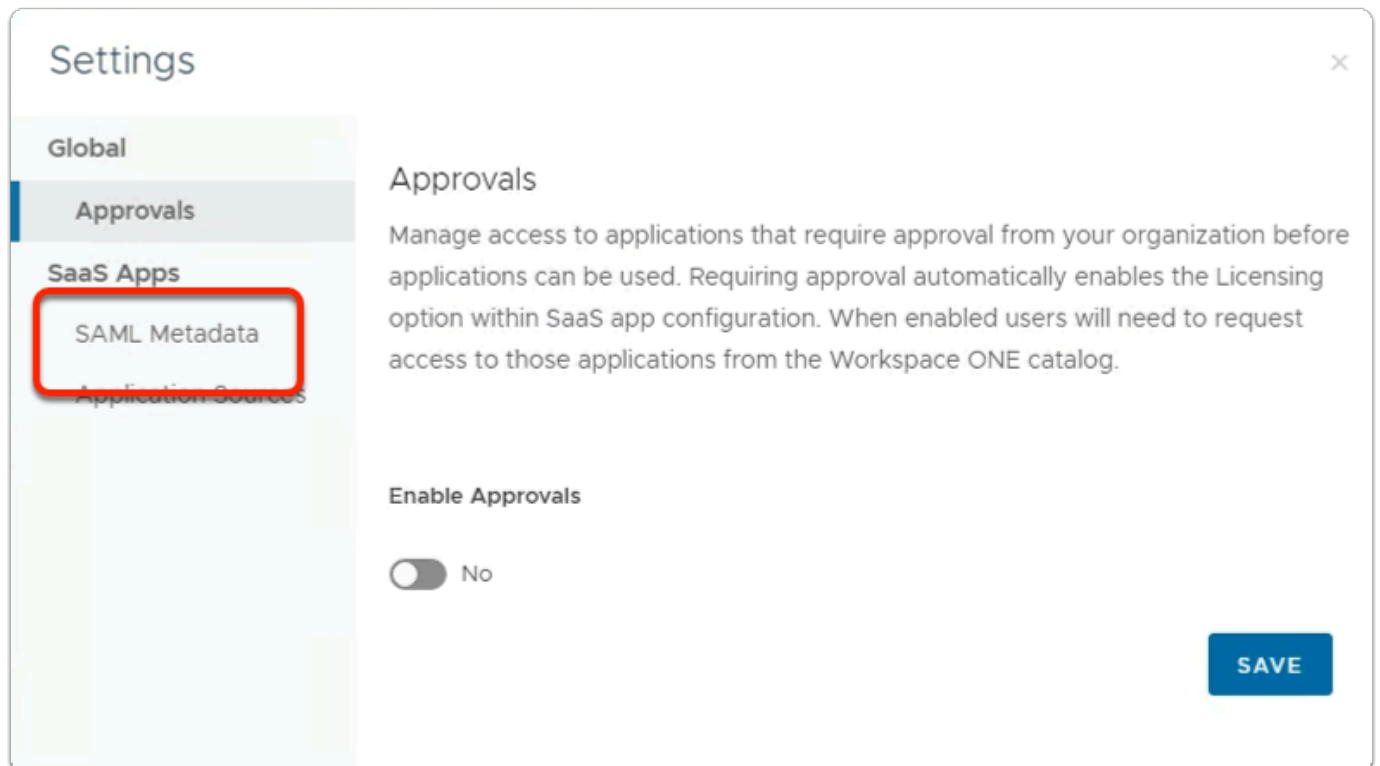 Settings
×
Global
Approvals
SaaS Apps
SAML Metadata
Application Sources
Approvals
Manage access to applications that require approval from your organization before
applications can be used. Requiring approval automatically enables the Licensing
option within SaaS app configuration. When enabled users will need to request
access to those applications from the Workspace ONE catalog.
Enable Approvals
No
SAVE